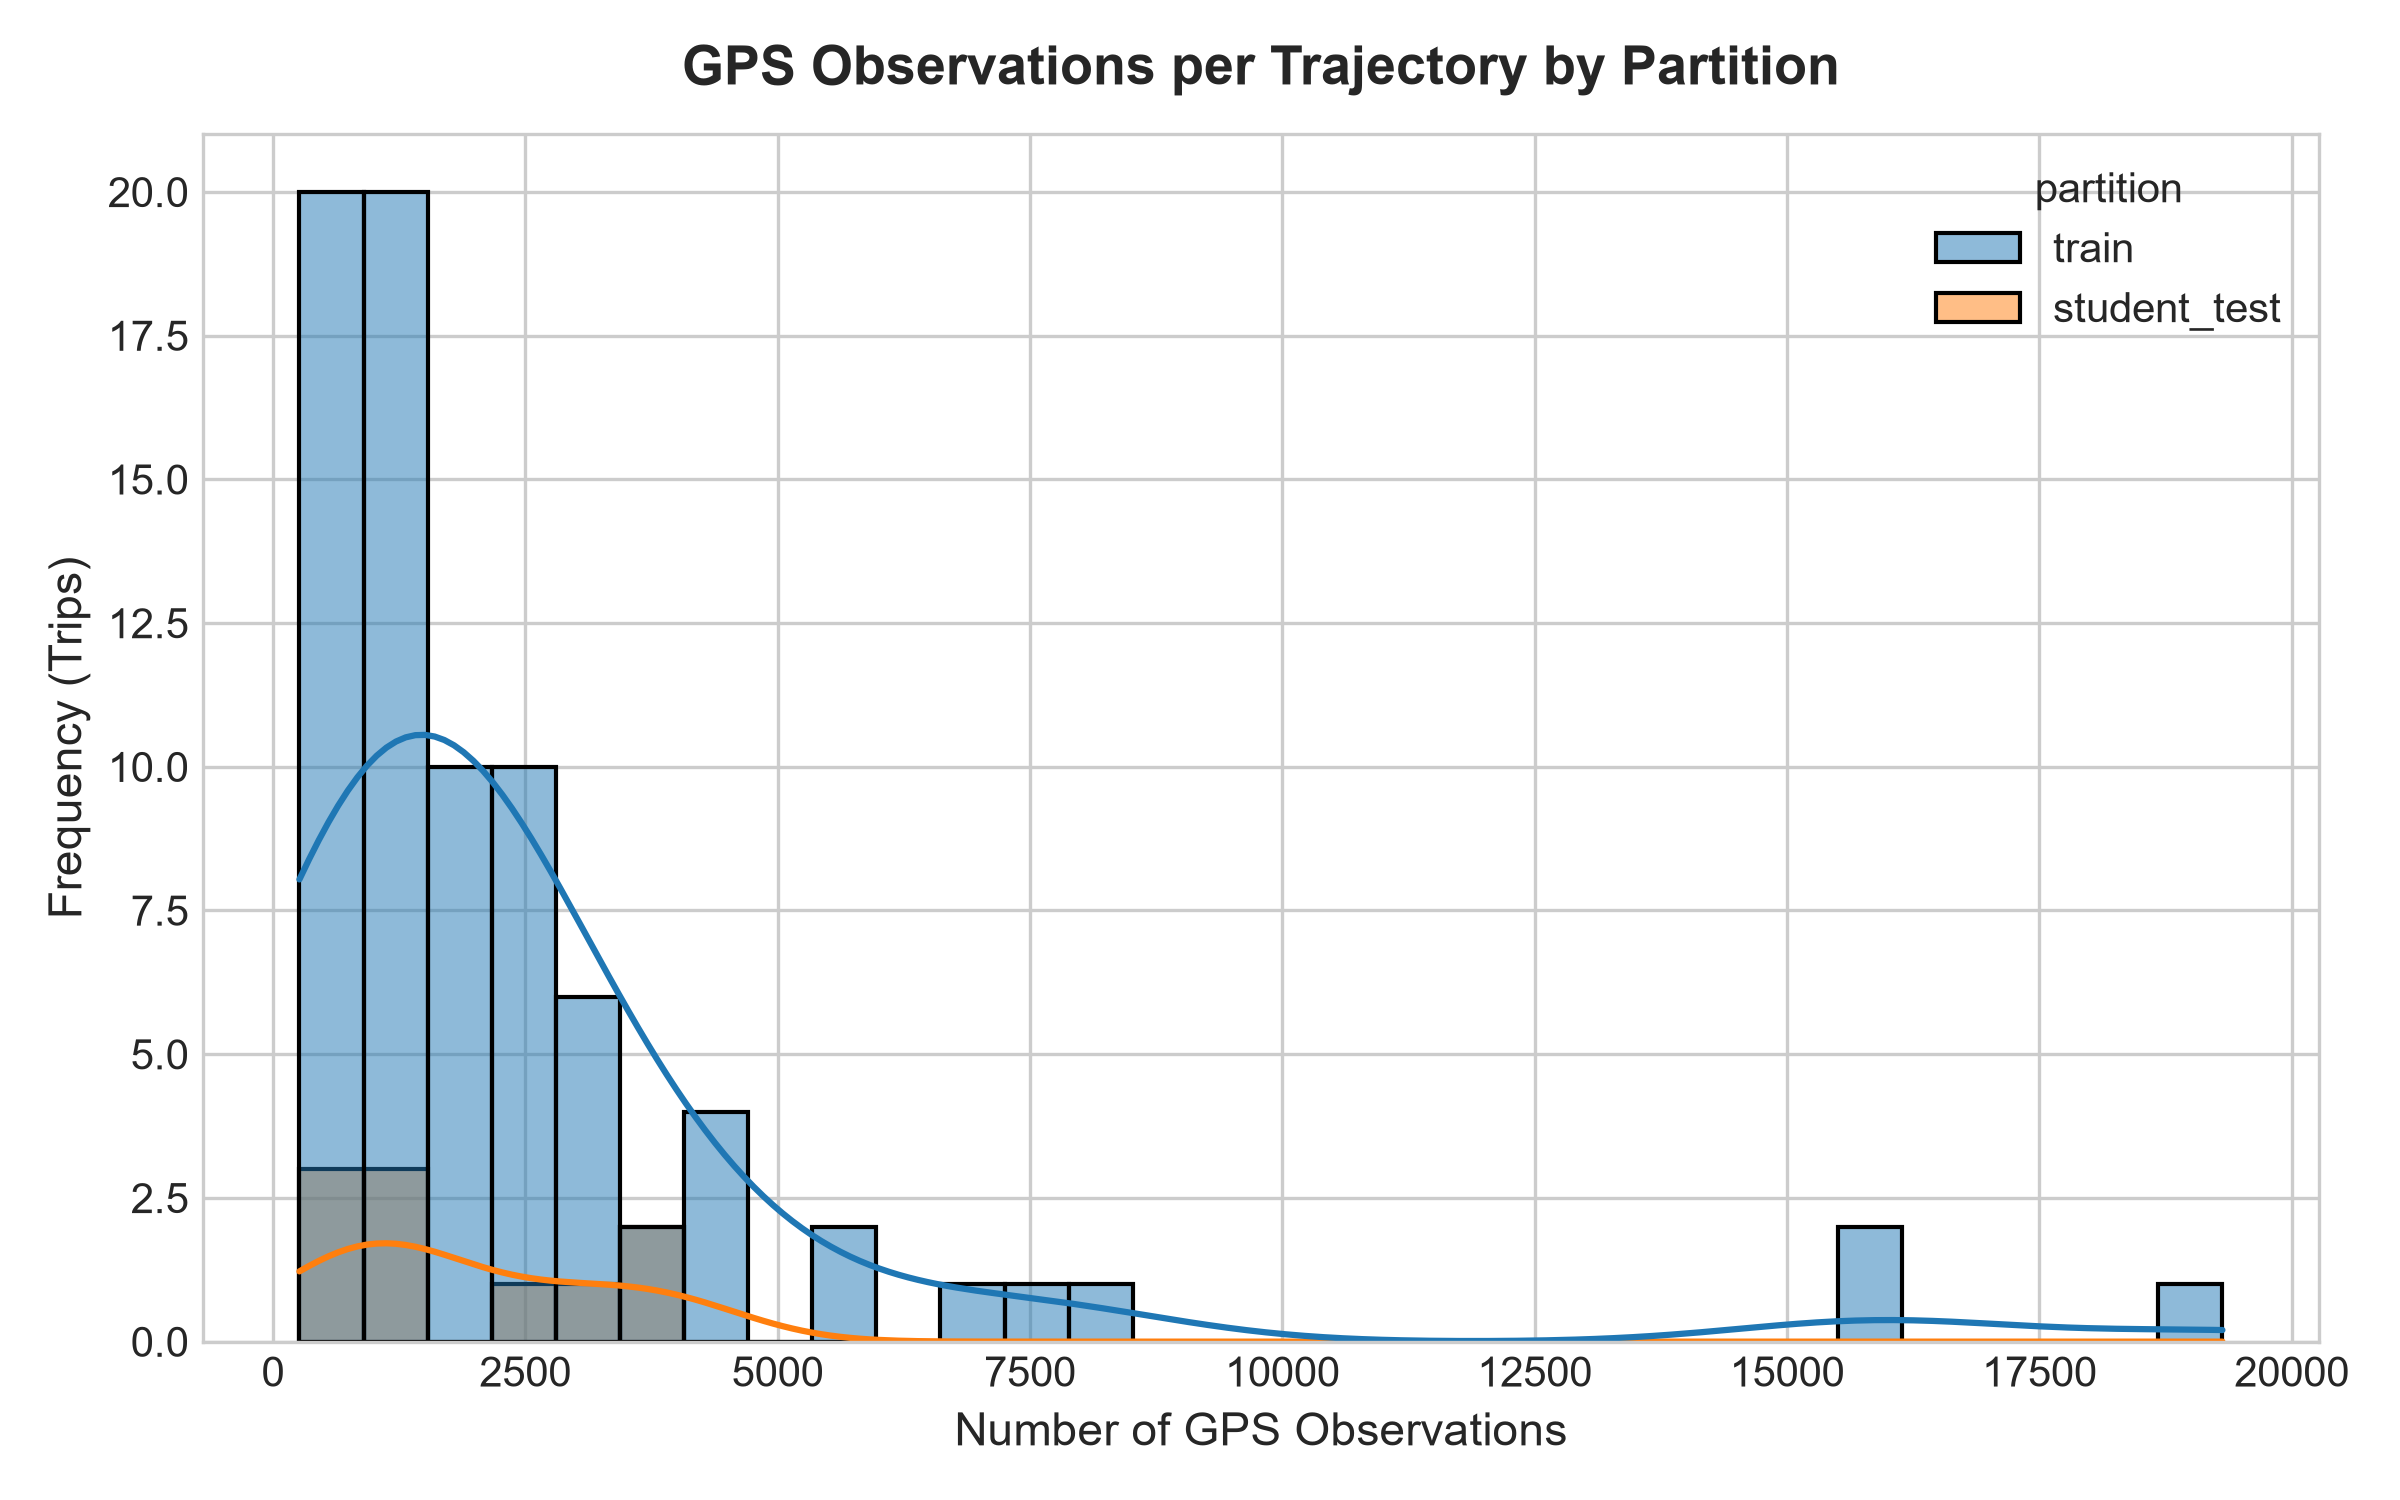 GPS Observations per Trajectory by Partition
partition
train
student_test
20.0
17.5
15.0
12.5
10.0
7.5
5.0
2.5
0.0
Frequency (Trips)
0 2500 5000 7500 10000 12500 15000 17500 20000
Number of GPS Observations